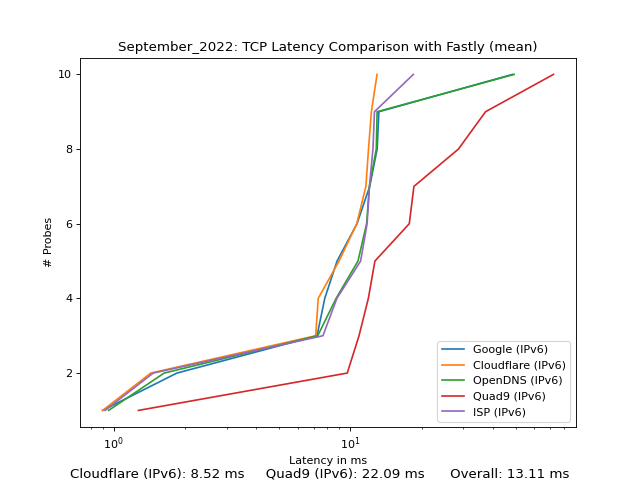 September_2022: TCP Latency Comparison with Fastly (mean)
10
8
6
4
2
# Probes
Google (IPv6)
Cloudflare (IPv6)
OpenDNS (IPv6)
Quad9 (IPv6)
ISP (IPv6)
10⁰ 10¹
Latency in ms
Cloudflare (IPv6): 8.52 ms Quad9 (IPv6): 22.09 ms Overall: 13.11 ms